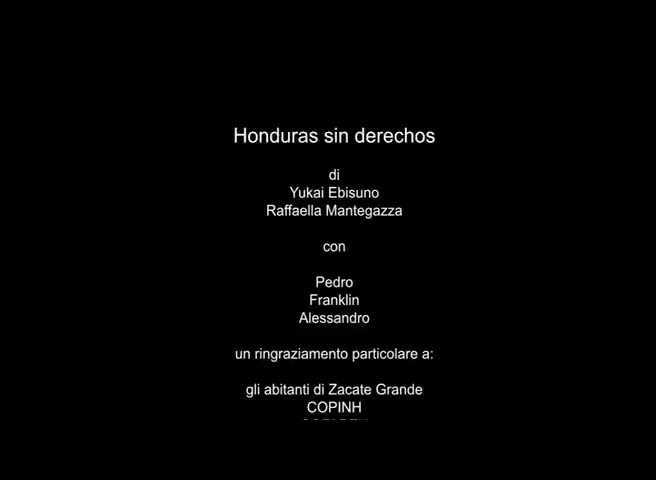 Honduras sin derechos
di
Yukai Ebisuno
Raffaella Mantegazza
con
Pedro
Franklin
Alessandro
un ringraziamento particolare a:
gli abitanti di Zacate Grande
COPINH